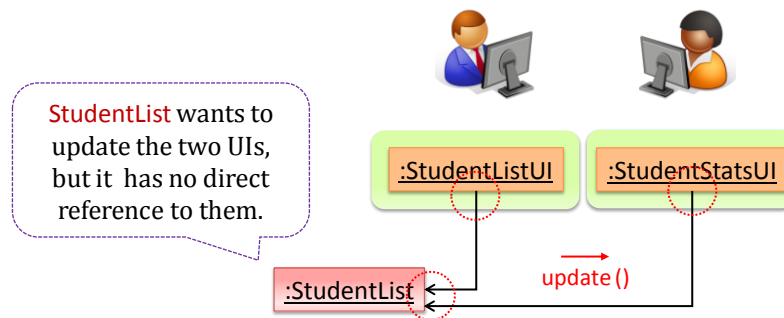 StudentList wants to
update the two UIs,
but it has no direct
reference to them.
:StudentListUI
:StudentStatsUI
update()
:StudentList